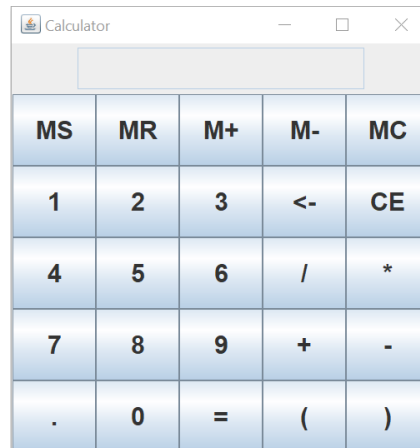 Calculator
MS MR M+ M- MC
1 2 3 <- CE
4 5 6 / *
7 8 9 + -
. 0 = ( )